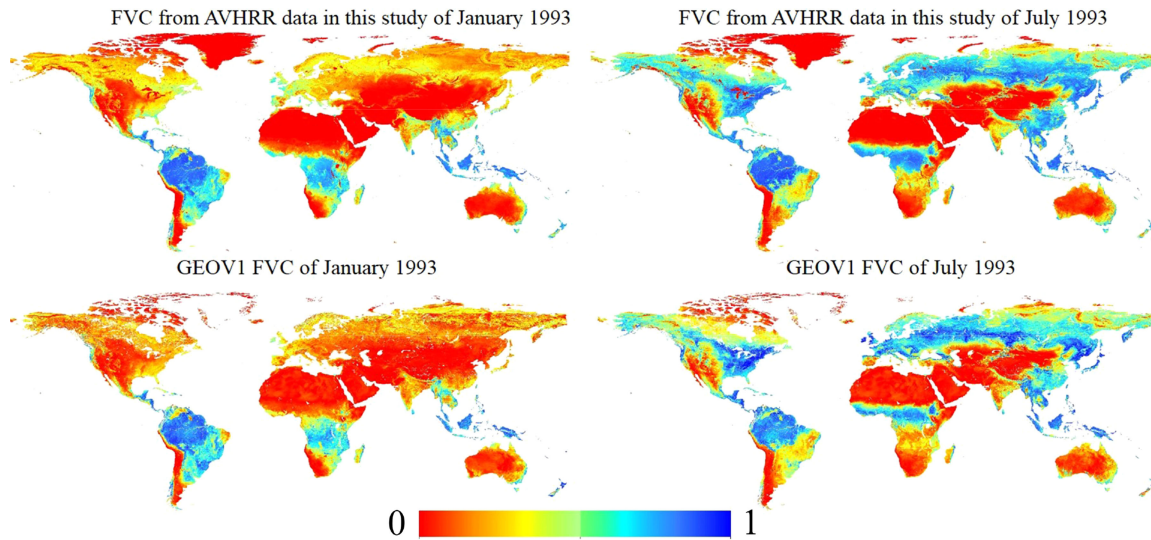 FVC from AVHRR data in this study of January 1993
FVC from AVHRR data in this study of July 1993
GEOV1 FVC of January 1993
GEOV1 FVC of July 1993
0 1